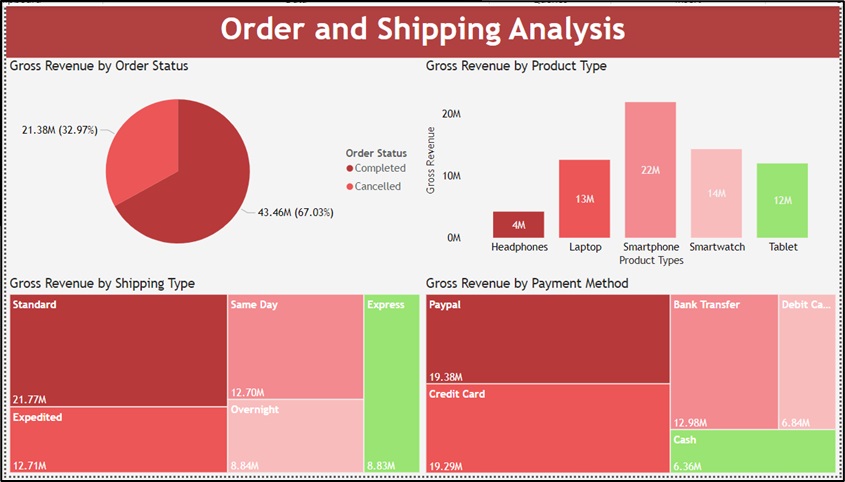 Order and Shipping Analysis
Gross Revenue by Order Status
21.38M (32.97%)
43.46M (67.03%)
Order Status
Completed
Cancelled
Gross Revenue by Product Type
Gross Revenue
20M
10M
0M
4M
13M
22M
14M
12M
Headphones
Laptop
Smartphone
Smartwatch
Tablet
Product Types
Gross Revenue by Shipping Type
Standard
21.77M
Expedited
12.71M
Same Day
12.70M
Overnight
8.84M
Express
8.83M
Gross Revenue by Payment Method
Paypal
19.38M
Credit Card
19.29M
Bank Transfer
12.98M
Debit Ca...
6.84M
Cash
6.36M